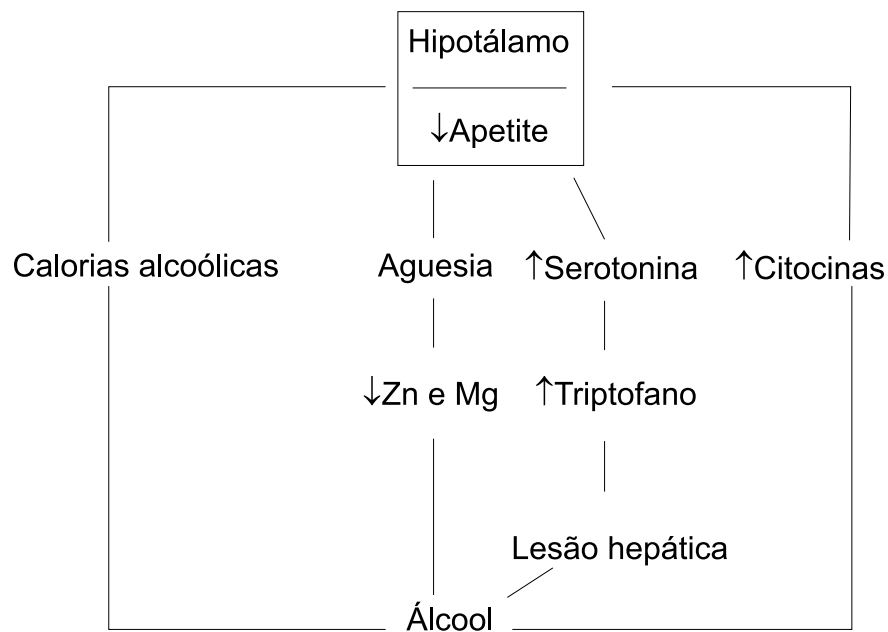 Hipotálamo
↓Apetite
Calorias alcoólicas
Aguesia
↑Serotonina
↑Citocinas
↓Zn e Mg
↑Triptofano
Lesão hepática
Álcool